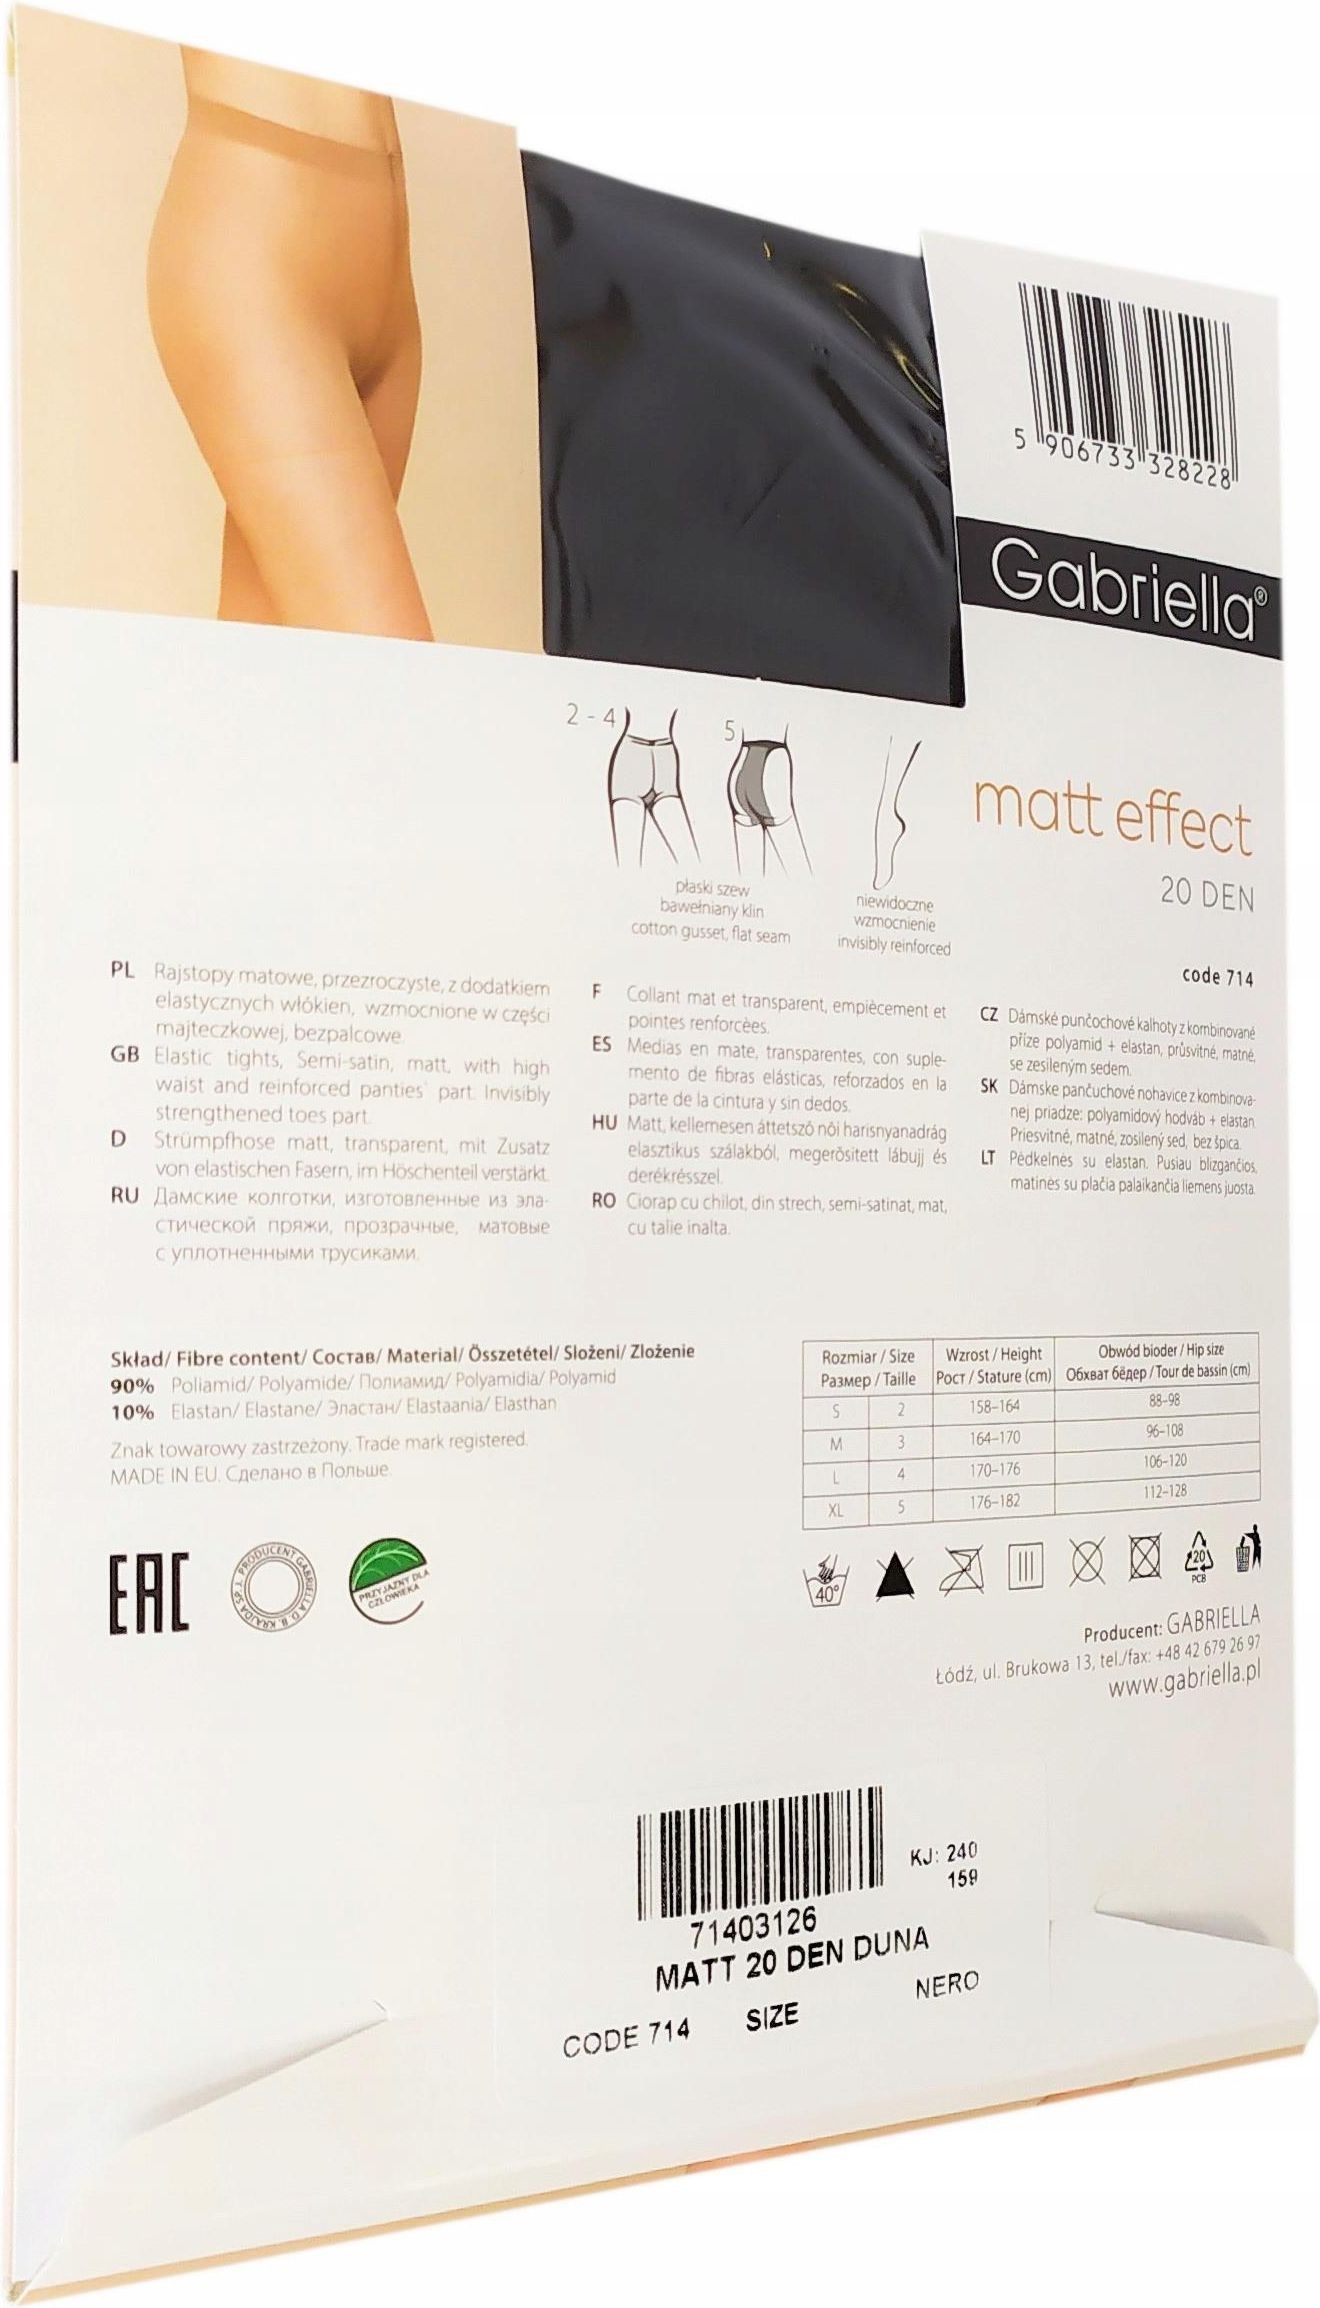 5 906733 328228
Gabriella®
matt effect
20 DEN
code 714
2 - 4
5
płaski szew
bawełniany klin
cotton gusset, flat seam
niewidoczne
wzmocnienie
invisibly reinforced
PL Rajstopy matowe, przezroczyste, z dodatkiem
elastycznych włókien, wzmocnione w części
majteczkowej, bezpalcowe.
GB Elastic tights, Semi-satin, matt, with high
waist and reinforced panties' part. Invisibly
strengthened toes part.
D Strümpfhose matt, transparent, mit Zusatz
von elastischen Fasern, im Höschenteil verstärkt.
RU Дамские колготки, изготовленные из эла-
стической пряжи, прозрачные, матовые
с уплотненными трусиками.
F Collant mat et transparent, empiècement et
pointes renforcèes.
ES Medias en mate, transparentes, con suple-
mento de fibras elásticas, reforzados en la
parte de la cintura y sin dedos.
HU Matt, kellemesen áttetsző női harisnyanadrág
elasztikus szálakból, megerősitett lábujj és
derékrésszel.
RO Ciorap cu chilot, din strech, semi-satinat, mat,
cu talie inalta.
CZ Dámské punčochové kalhoty z kombinované
příze polyamid + elastan, průsvitné, matné,
se zesíleným sedem.
SK Dámske pančuchové nohavice z kombinova-
nej priadze: polyamidový hodváb + elastan.
Priesvitné, matné, zosilený sed, bez špica.
LT Pėdkelnės su elastan. Pusiau blizgančios,
matinės su plačia palaikančia liemens juosta.
Skład/ Fibre content/ Состав/ Material/ Összetétel/ Složeni/ Zloženie
90% Poliamid/ Polyamide/ Полиамид/ Polyamidia/ Polyamid
10% Elastan/ Elastane/ Эластан/ Elastaania/ Elasthan
Znak towarowy zastrzeżony. Trade mark registered.
MADE IN EU. Сделано в Польше.
Rozmiar / Size Wzrost / Height Obwód bioder / Hip size
Размер / Taille Рост / Stature (cm) Обхват бёдер / Tour de bassin (cm)
S 2 158–164 88–98
M 3 164–170 96–108
L 4 170–176 106–120
XL 5 176–182 112–128
EAC
PRODUCENT GABRIELLA D. B. KRAJDA SP.J.
PRZYJAZNY DLA
CZŁOWIEKA
40°
20
PCB
Producent: GABRIELLA
Łódź, ul. Brukowa 13, tel./fax: +48 42 679 26 97
www.gabriella.pl
KJ: 240
159
71403126
MATT 20 DEN DUNA
CODE 714 SIZE NERO